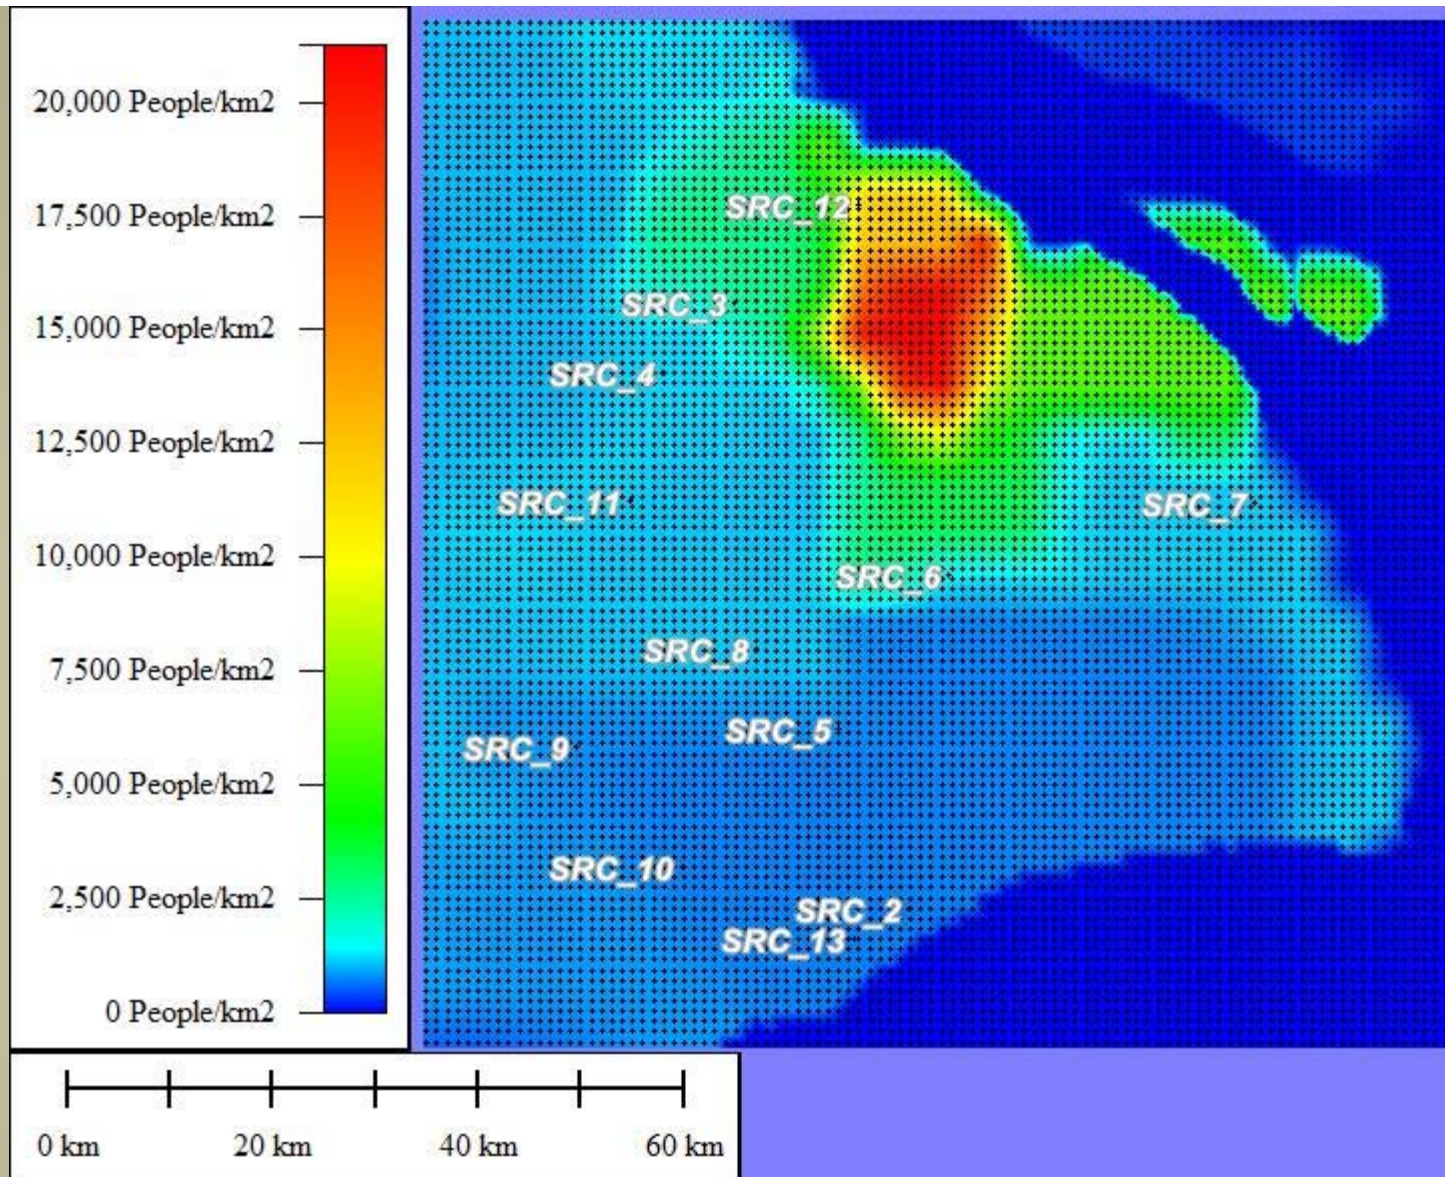 20,000 People/km2
17,500 People/km2
15,000 People/km2
12,500 People/km2
10,000 People/km2
7,500 People/km2
5,000 People/km2
2,500 People/km2
0 People/km2
SRC_12
SRC_3
SRC_4
SRC_11
SRC_7
SRC_6
SRC_8
SRC_5
SRC_9
SRC_10
SRC_2
SRC_13
0 km
20 km
40 km
60 km